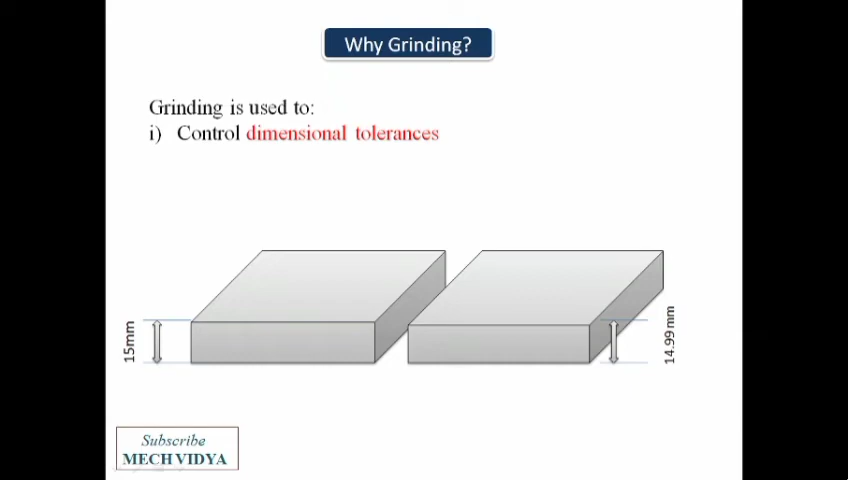 Why Grinding?
Grinding is used to:
i) Control dimensional tolerances
15mm
14.99mm
Subscribe
MECH VIDYA